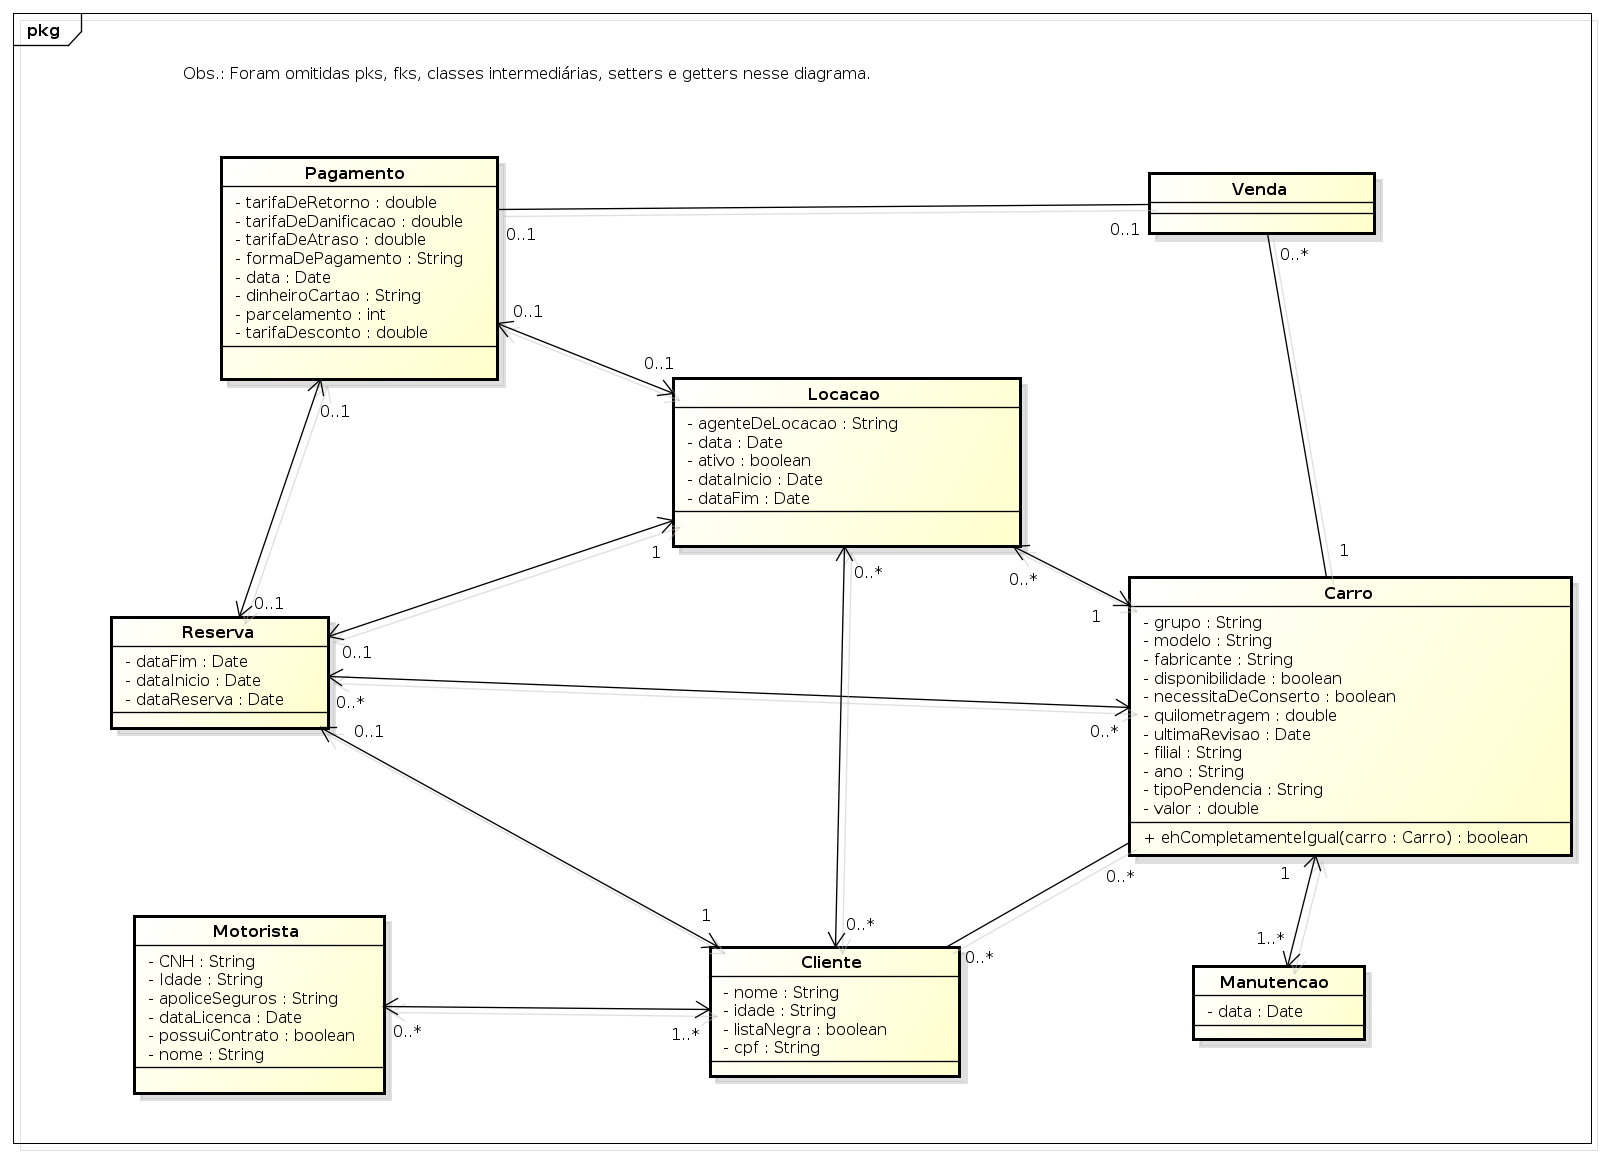 pkg
Obs.: Foram omitidas pks, fks, classes intermediárias, setters e getters nesse diagrama.
Pagamento
- tarifaDeRetorno : double
- tarifaDeDanificacao : double
- tarifaDeAtraso : double
- formaDePagamento : String
- data : Date
- dinheiroCartao : String
- parcelamento : int
- tarifaDesconto : double
Venda
0..1
0..1
0..*
0..1
0..1
0..1
Locacao
- agenteDeLocacao : String
- data : Date
- ativo : boolean
- dataInicio : Date
- dataFim : Date
1
0..*
0..*
1
1
0..1
Reserva
- dataFim : Date
- dataInicio : Date
- dataReserva : Date
0..1
0..*
0..1
0..*
Carro
- grupo : String
- modelo : String
- fabricante : String
- disponibilidade : boolean
- necessitaDeConserto : boolean
- quilometragem : double
- ultimaRevisao : Date
- filial : String
- ano : String
- tipoPendencia : String
- valor : double
+ ehCompletamenteIgual(carro : Carro) : boolean
0..*
1
1..*
1
0..*
0..*
Motorista
- CNH : String
- Idade : String
- apoliceSeguros : String
- dataLicenca : Date
- possuiContrato : boolean
- nome : String
0..*
1..*
Cliente
- nome : String
- idade : String
- listaNegra : boolean
- cpf : String
Manutencao
- data : Date